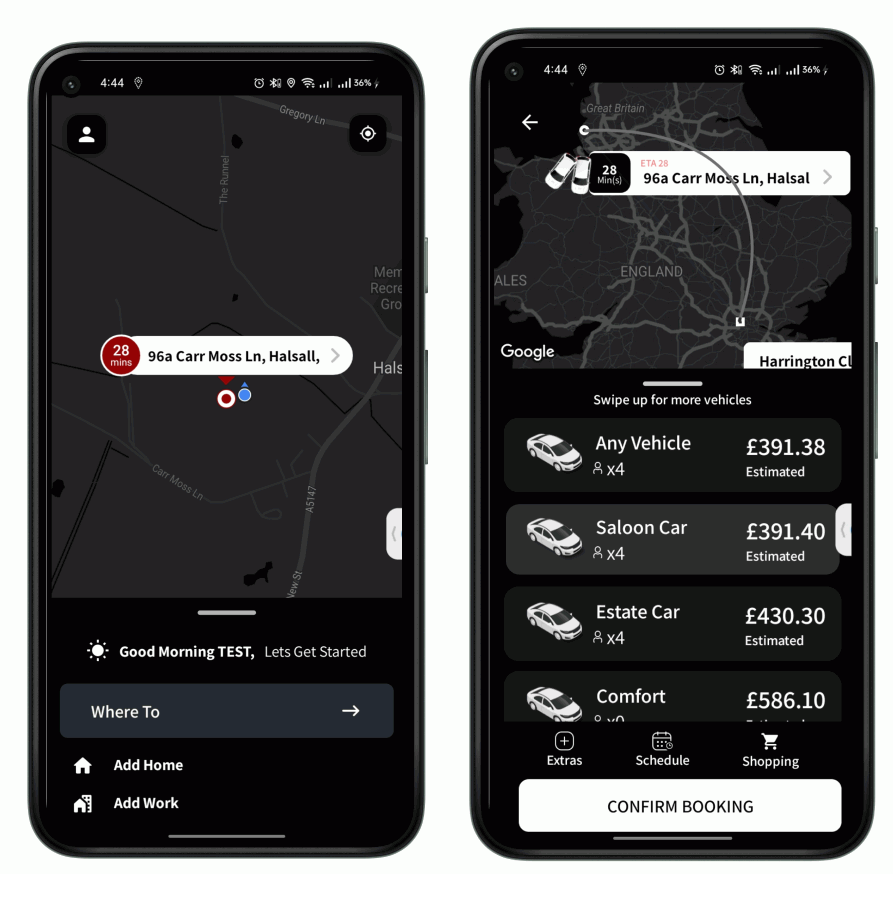 4:44
36%
Gregory Ln
The Runnel
Mem
Recre
Gro
28
mins
96a Carr Moss Ln, Halsall,
Hals
Carr Moss Ln
A5147
New St
Good Morning TEST, Lets Get Started
Where To
Add Home
Add Work
4:44
36%
Great Britain
28
Min(s)
ETA 28
96a Carr Moss Ln, Halsal
ALES
ENGLAND
Google
Harrington Cl
Swipe up for more vehicles
Any Vehicle
x4
£391.38
Estimated
Saloon Car
x4
£391.40
Estimated
Estate Car
x4
£430.30
Estimated
Comfort
£586.10
Extras
Schedule
Shopping
CONFIRM BOOKING